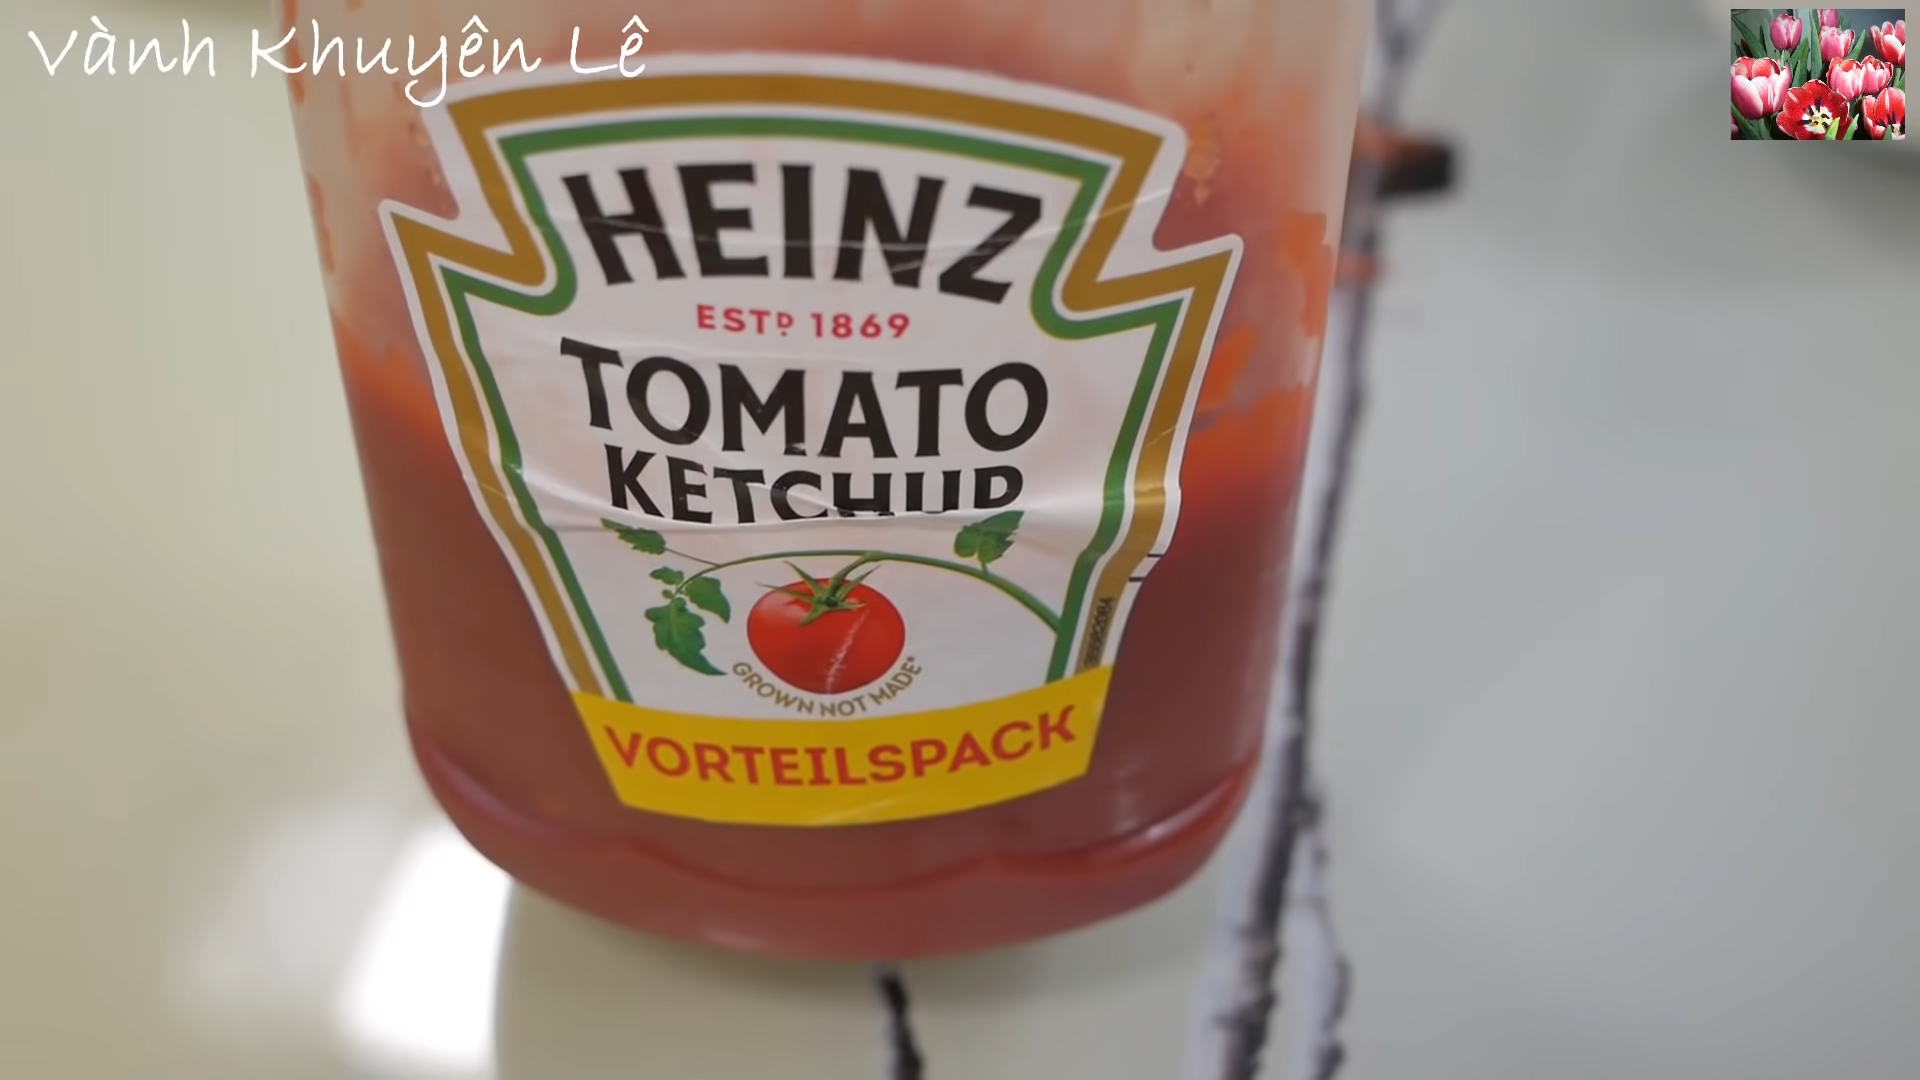 Vành Khuyên Lê
HEINZ
ESTD 1869
TOMATO
KETCHUP
GROWN NOT MADE*
VORTEILSPACK